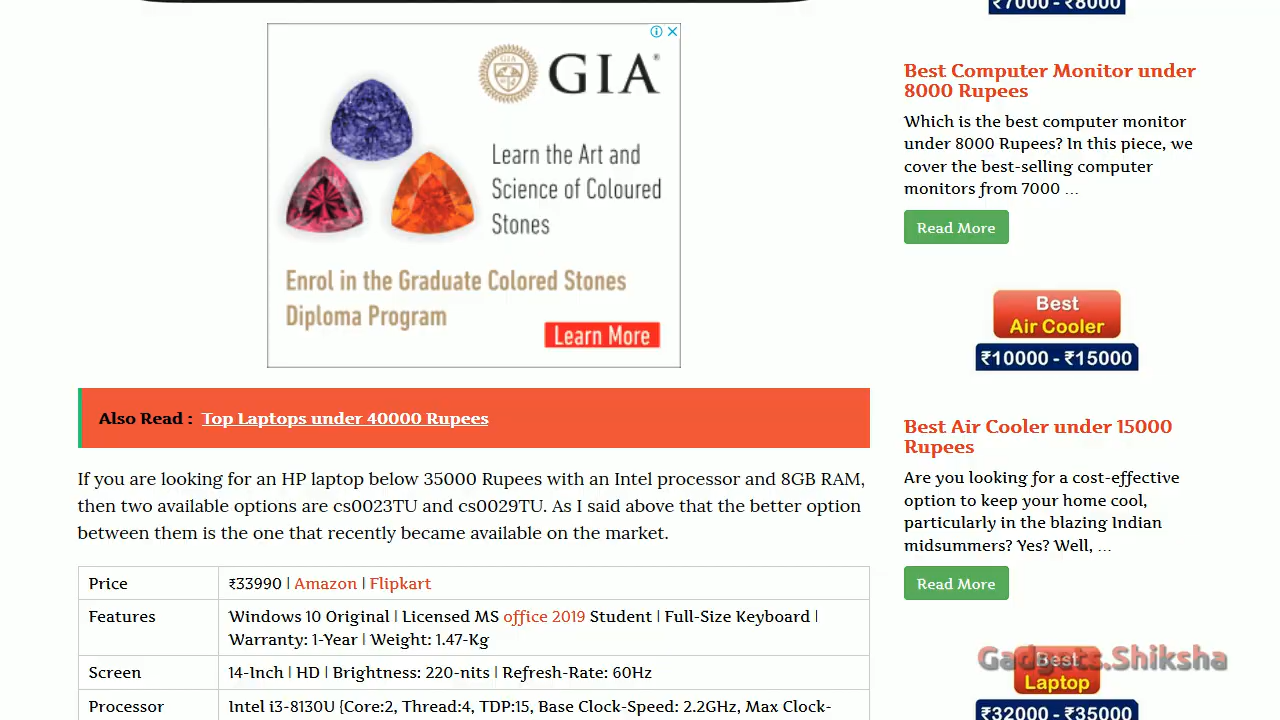 GIA
Learn the Art and
Science of Coloured
Stones
Enrol in the Graduate Colored Stones
Diploma Program
Learn More
Also Read : Top Laptops under 40000 Rupees
If you are looking for an HP laptop below 35000 Rupees with an Intel processor and 8GB RAM,
then two available options are cs0023TU and cs0029TU. As I said above that the better option
between them is the one that recently became available on the market.
Price ₹33990 | Amazon | Flipkart
Features Windows 10 Original | Licensed MS office 2019 Student | Full-Size Keyboard |
Warranty: 1-Year | Weight: 1.47-Kg
Screen 14-Inch | HD | Brightness: 220-nits | Refresh-Rate: 60Hz
Processor Intel i3-8130U {Core:2, Thread:4, TDP:15, Base Clock-Speed: 2.2GHz, Max Clock-
₹7000 - ₹8000
Best Computer Monitor under
8000 Rupees
Which is the best computer monitor
under 8000 Rupees? In this piece, we
cover the best-selling computer
monitors from 7000 ...
Read More
Best
Air Cooler
₹10000 - ₹15000
Best Air Cooler under 15000
Rupees
Are you looking for a cost-effective
option to keep your home cool,
particularly in the blazing Indian
midsummers? Yes? Well, ...
Read More
Gadgets.Shiksha
Best
Laptop
₹32000 - ₹35000